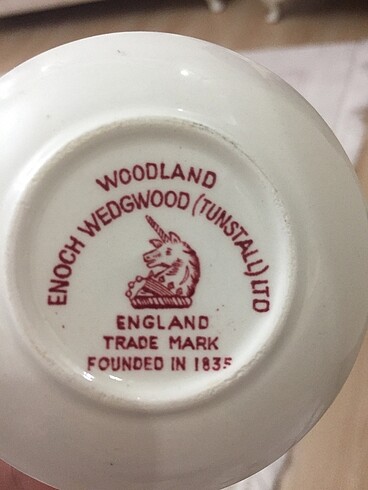 WOODLAND
ENOCH WEDGWOOD (TUNSTALL) LTD
ENGLAND
TRADE MARK
FOUNDED IN 1835